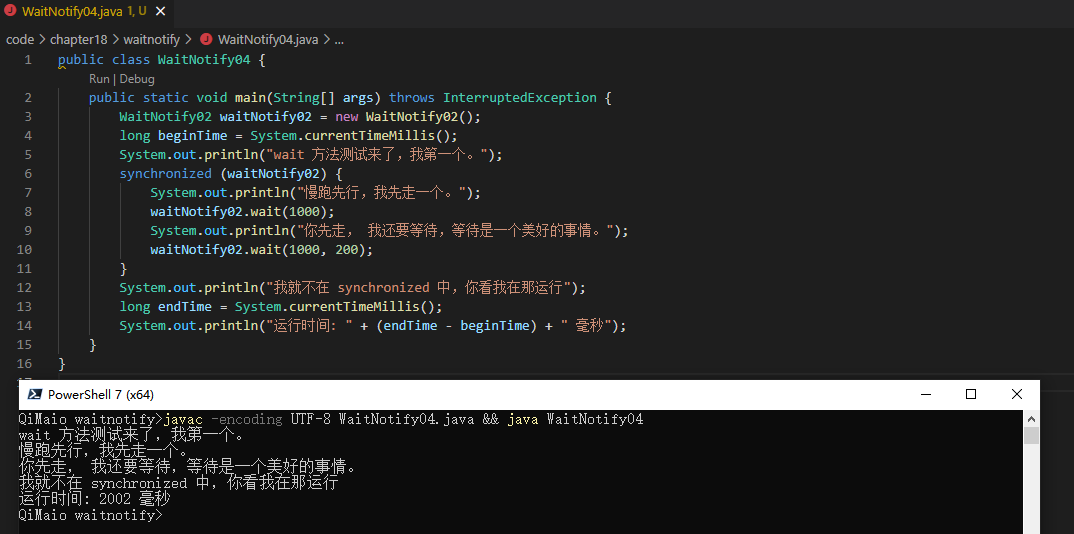 WaitNotify04.java 1, U
code > chapter18 > waitnotify > WaitNotify04.java > ...
1 public class WaitNotify04 {
Run | Debug
2 public static void main(String[] args) throws InterruptedException {
3 WaitNotify02 waitNotify02 = new WaitNotify02();
4 long beginTime = System.currentTimeMillis();
5 System.out.println("wait 方法测试来了，我第一个。");
6 synchronized (waitNotify02) {
7 System.out.println("慢跑先行，我先走一个。");
8 waitNotify02.wait(1000);
9 System.out.println("你先走， 我还要等待，等待是一个美好的事情。");
10 waitNotify02.wait(1000, 200);
11 }
12 System.out.println("我就不在 synchronized 中，你看我在那运行");
13 long endTime = System.currentTimeMillis();
14 System.out.println("运行时间: " + (endTime - beginTime) + " 毫秒");
15 }
16 }
PowerShell 7 (x64)
QiMaio waitnotify>javac -encoding UTF-8 WaitNotify04.java && java WaitNotify04
wait 方法测试来了，我第一个。
慢跑先行，我先走一个。
你先走， 我还要等待，等待是一个美好的事情。
我就不在 synchronized 中，你看我在那运行
运行时间: 2002 毫秒
QiMaio waitnotify>